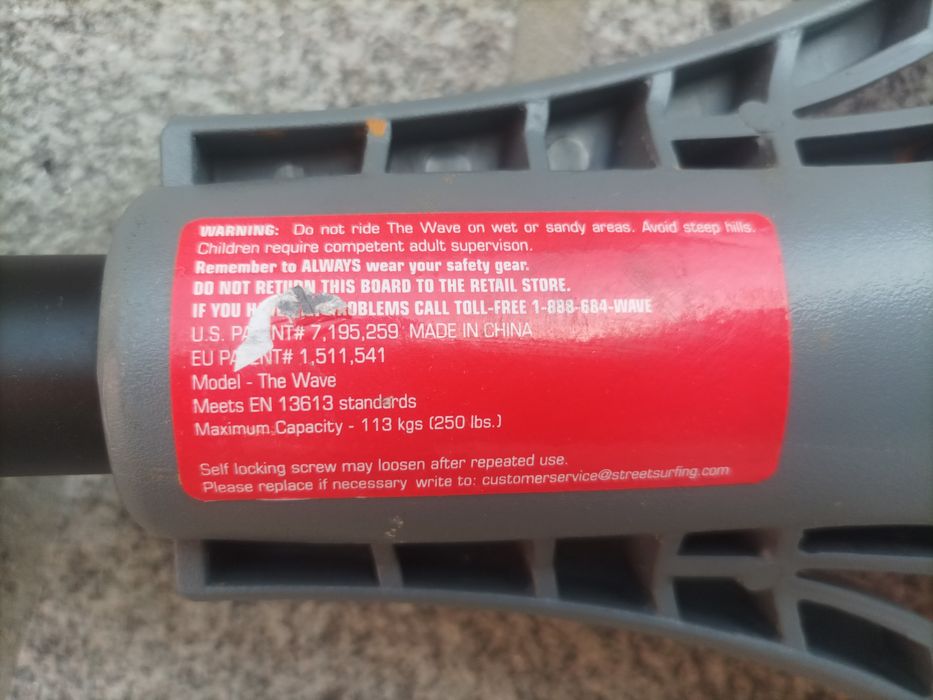 WARNING: Do not ride The Wave on wet or sandy areas. Avoid steep hills.
Children require competent adult supervison.
Remember to ALWAYS wear your safety gear.
DO NOT RETURN THIS BOARD TO THE RETAIL STORE.
IF YOU CALL TOLL-FREE 1-888-684-WAVE
U.S. PATENT# 7,195,259 MADE IN CHINA
EU PATENT# 1,511,541
Model - The Wave
Meets EN 13613 standards
Maximum Capacity - 113 kgs (250 lbs.)
Self locking screw may loosen after repeated use.
Please replace if necessary write to: customerservice@streetsurfing.com